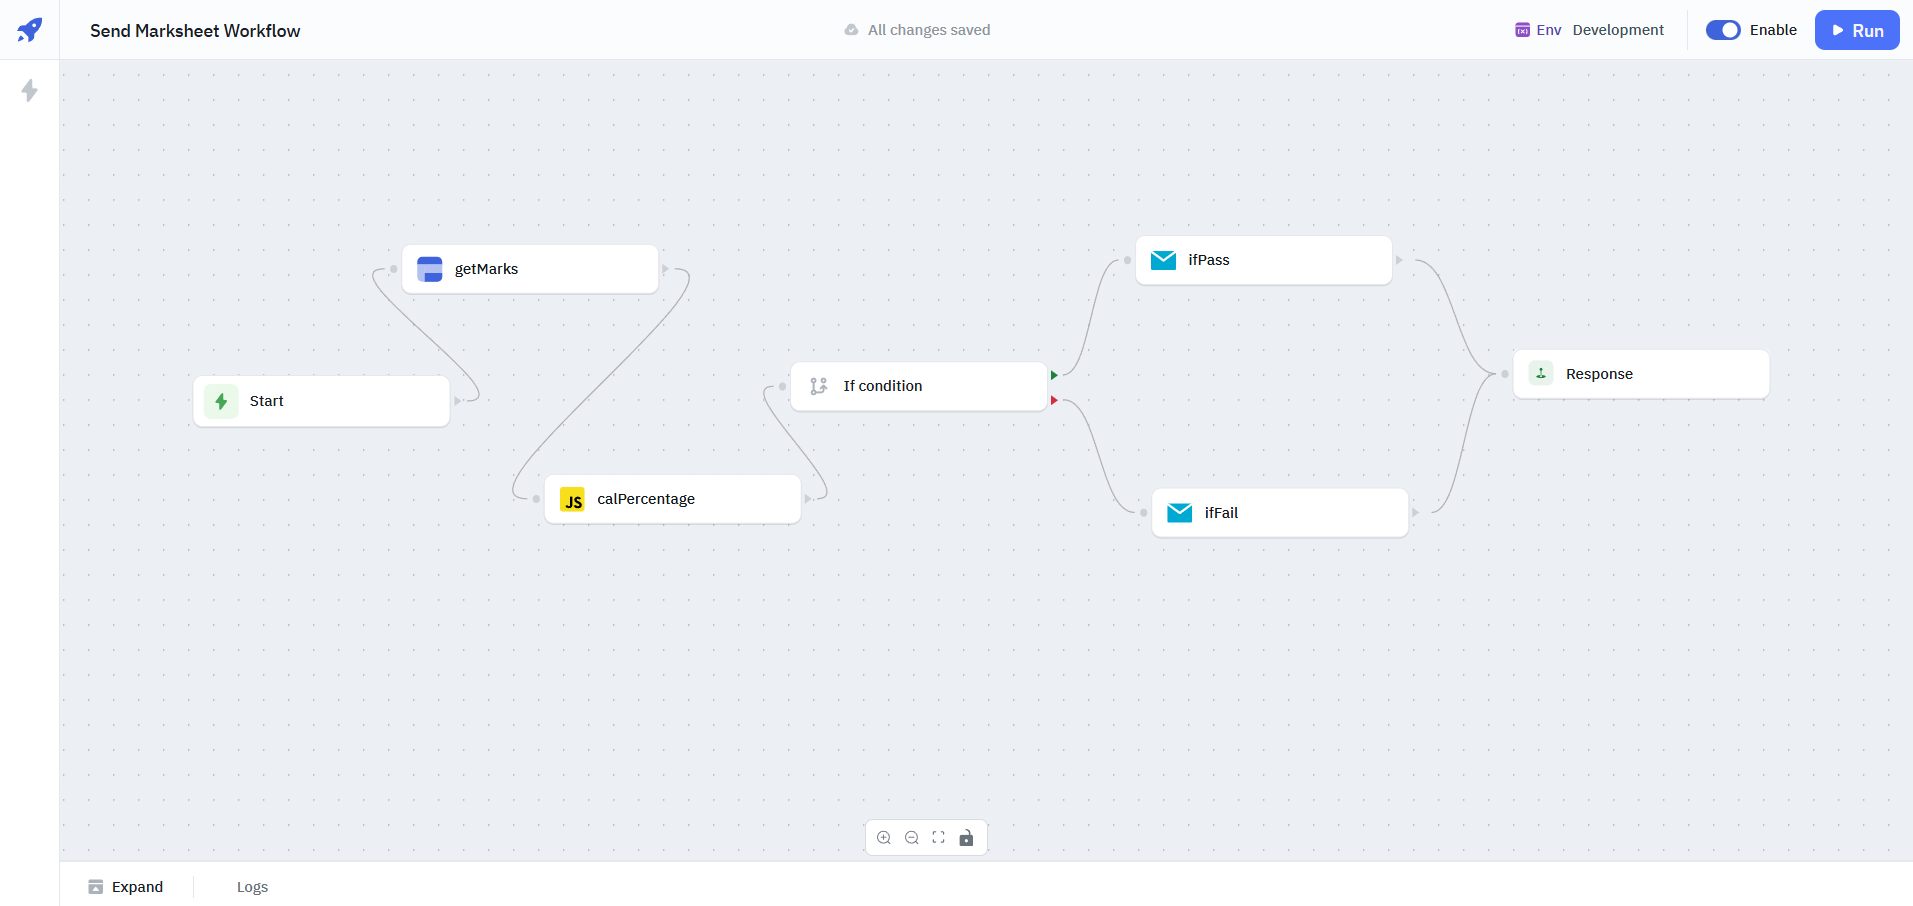 Send Marksheet Workflow
All changes saved
Env Development
Enable
Run
getMarks
ifPass
Start
If condition
Response
JS calPercentage
ifFail
Expand
Logs